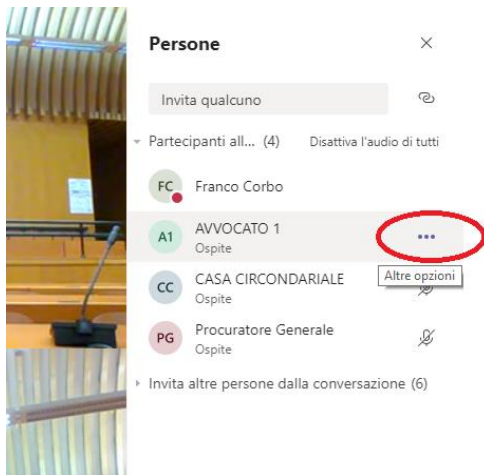 Persone
Invita qualcuno
Partecipanti all... (4) Disattiva l'audio di tutti
FC Franco Corbo
A1 AVVOCATO 1
Ospite
Altre opzioni
CC CASA CIRCONDARIALE
Ospite
PG Procuratore Generale
Ospite
Invita altre persone dalla conversazione (6)